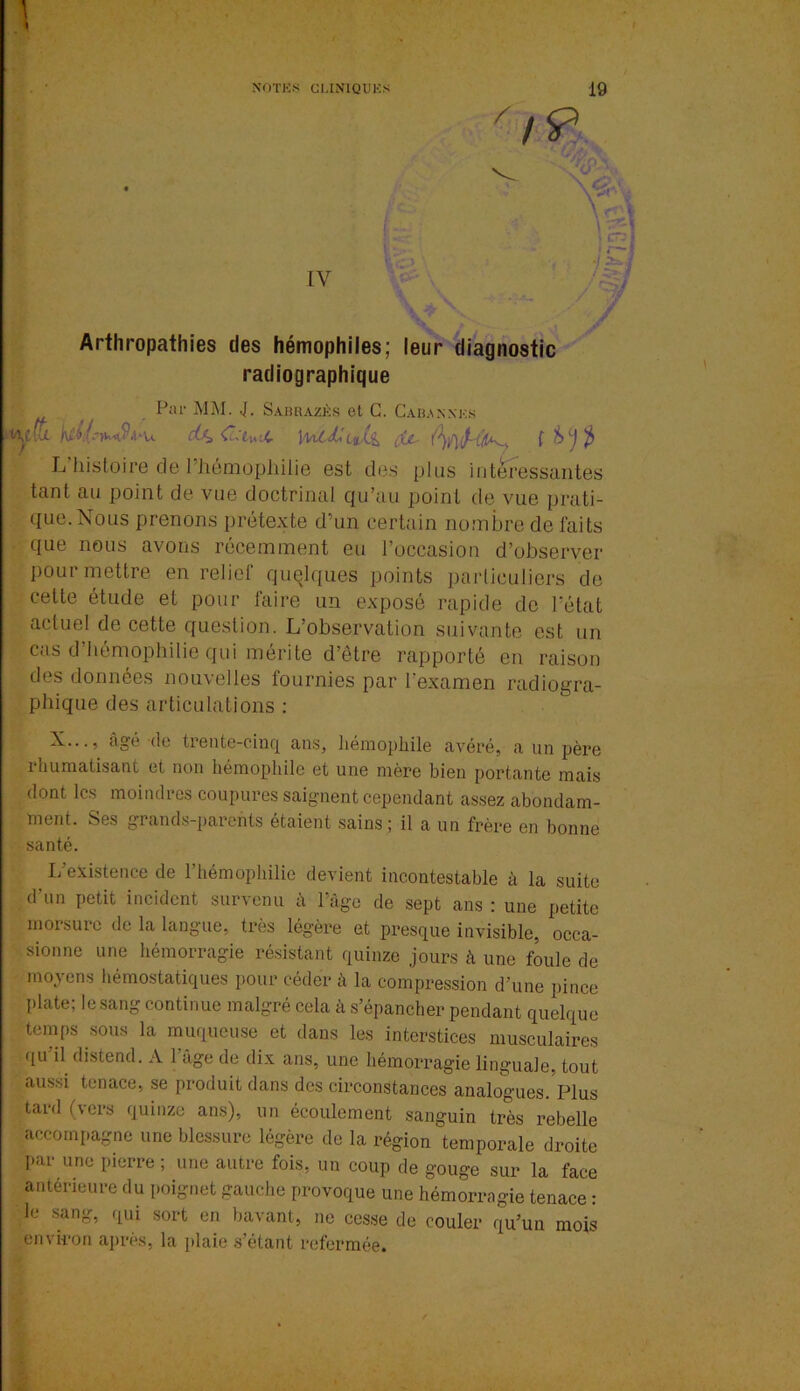 NOTES CLINIQUES 19
18
IV
Arthropathies des hémophiles; leur diagnostic
radiographique
Par MM. J. SABRAZÈS et C. CABANNES
des de 1898
L'histoire de l'hémophilie est des plus intéressantes
tant au point de vue doctrinal qu'au point de vue prati-
que. Nous prenons prétexte d'un certain nombre de faits
que nous avons récemment eu l'occasion d'observer
pour mettre en relief quelques points particuliers de
cette étude et pour faire un exposé rapide de l'état
actuel de cette question. L'observation suivante est un
cas d'hémophilie qui mérite d'être rapporté en raison
des données nouvelles fournies par l'examen radiogra-
phique des articulations :
X..., âgé de trente-cinq ans, hémophile avéré, a un père
rhumatisant et non hémophile et une mère bien portante mais
dont les moindres coupures saignent cependant assez abondam-
ment. Ses grands-parents étaient sains; il a un frère en bonne
santé.
L'existence de l'hémophilie devient incontestable à la suite
d'un petit incident survenu à l'âge de sept ans : une petite
morsure de la langue, très légère et presque invisible, occa-
sionne une hémorragie résistant quinze jours à une foule de
moyens hémostatiques pour céder à la compression d'une pince
plate; le sang continue malgré cela à s'épancher pendant quelque
temps sous la muqueuse et dans les interstices musculaires
qu'il distend. A l'âge de dix ans, une hémorragie linguale, tout
aussi tenace, se produit dans des circonstances analogues. Plus
tard (vers quinze ans), un écoulement sanguin très rebelle
accompagne une blessure légère de la région temporale droite
par une pierre; une autre fois, un coup de gouge sur la face
antérieure du poignet gauche provoque une hémorragie tenace :
le sang, qui sort en bavant, ne cesse de couler qu'un mois
environ après, la plaie s'étant refermée.